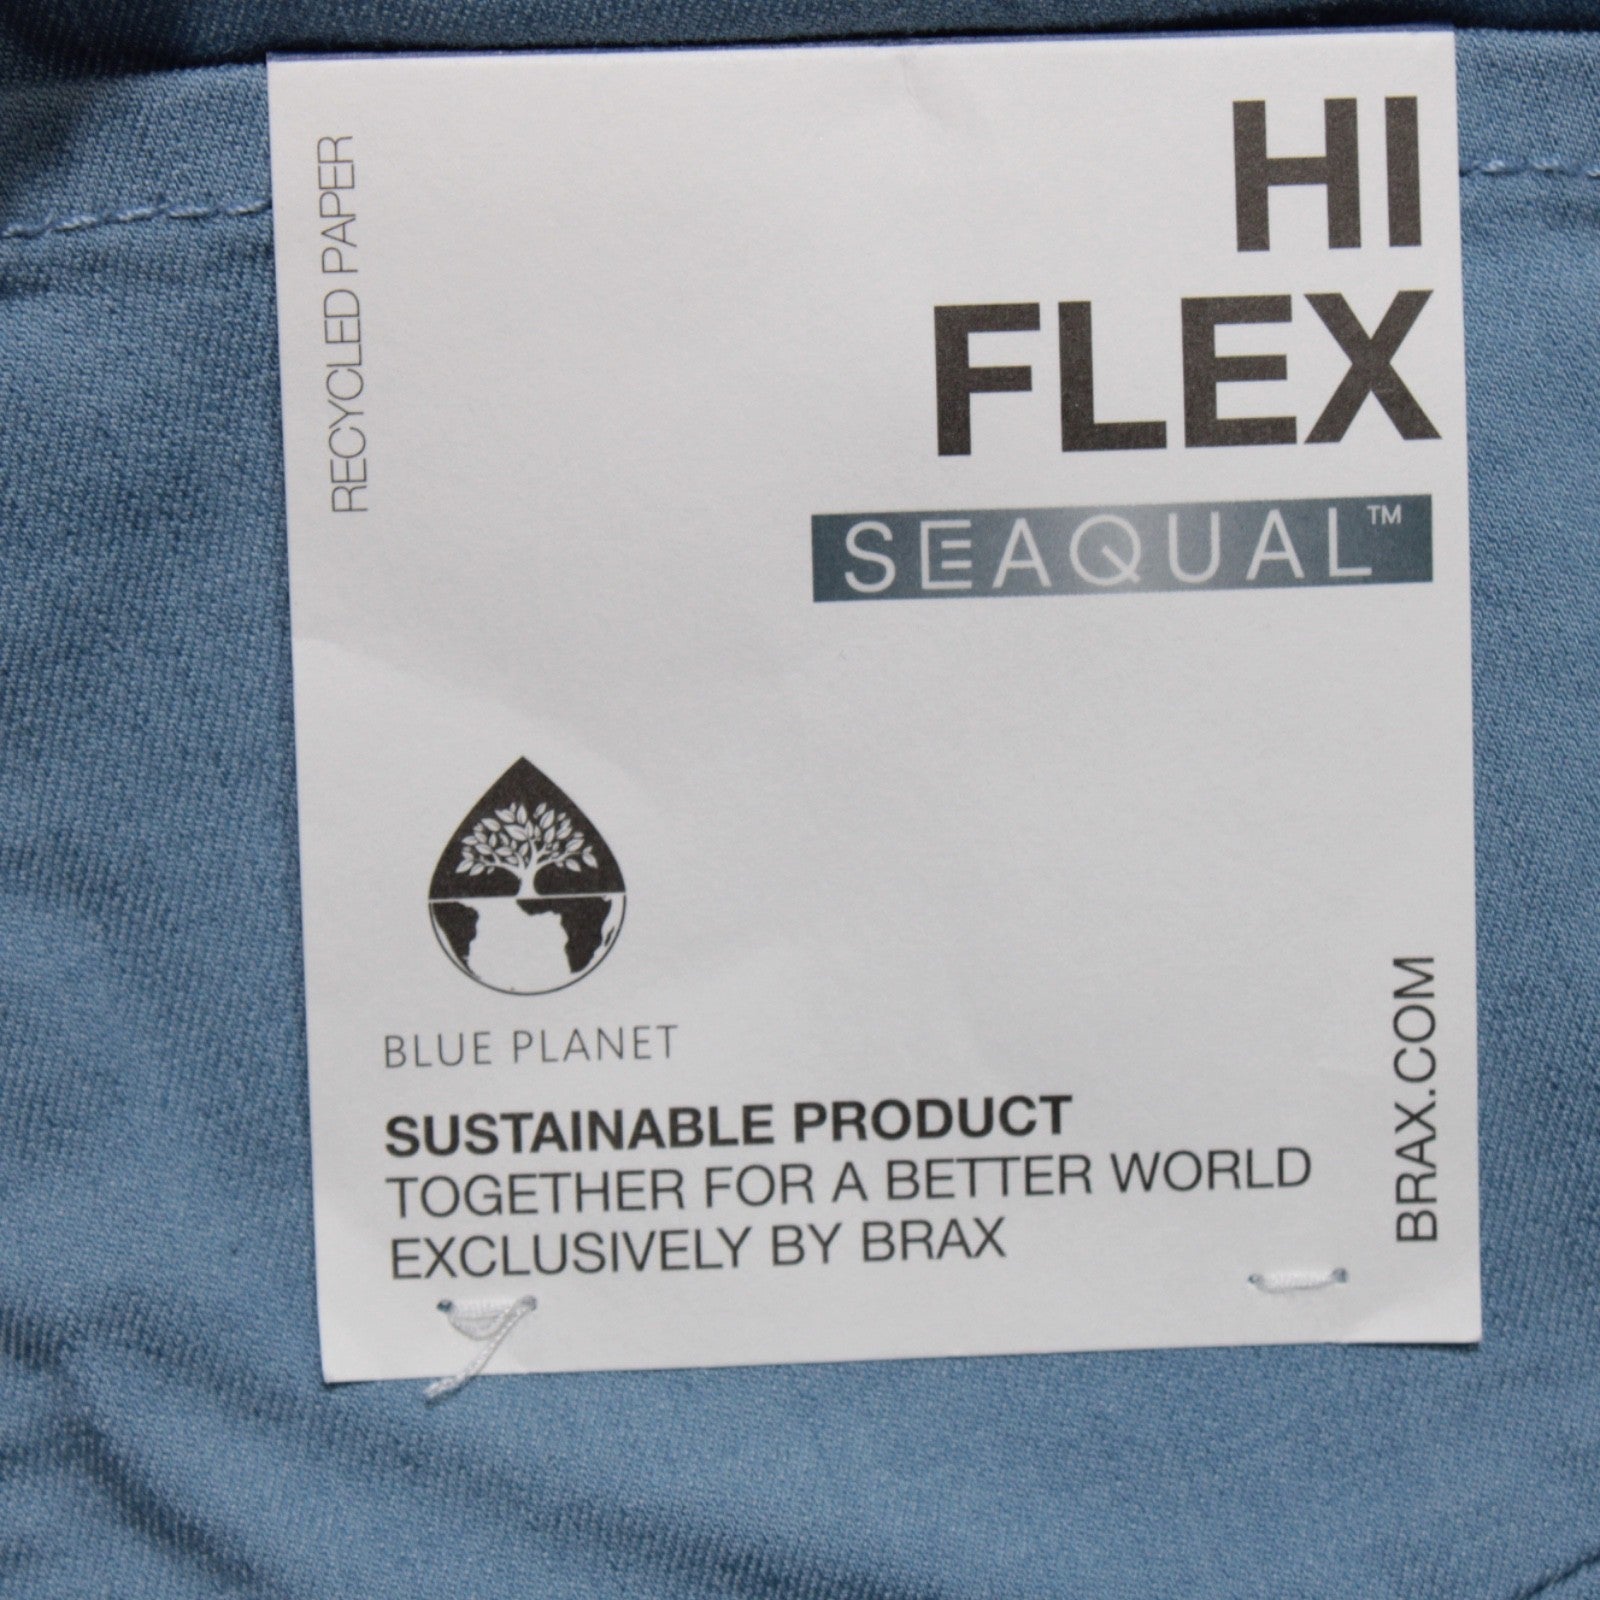 RECYCLED PAPER
HI
FLEX
SEAQUAL™
BLUE PLANET
SUSTAINABLE PRODUCT
TOGETHER FOR A BETTER WORLD
EXCLUSIVELY BY BRAX
BRAX.COM